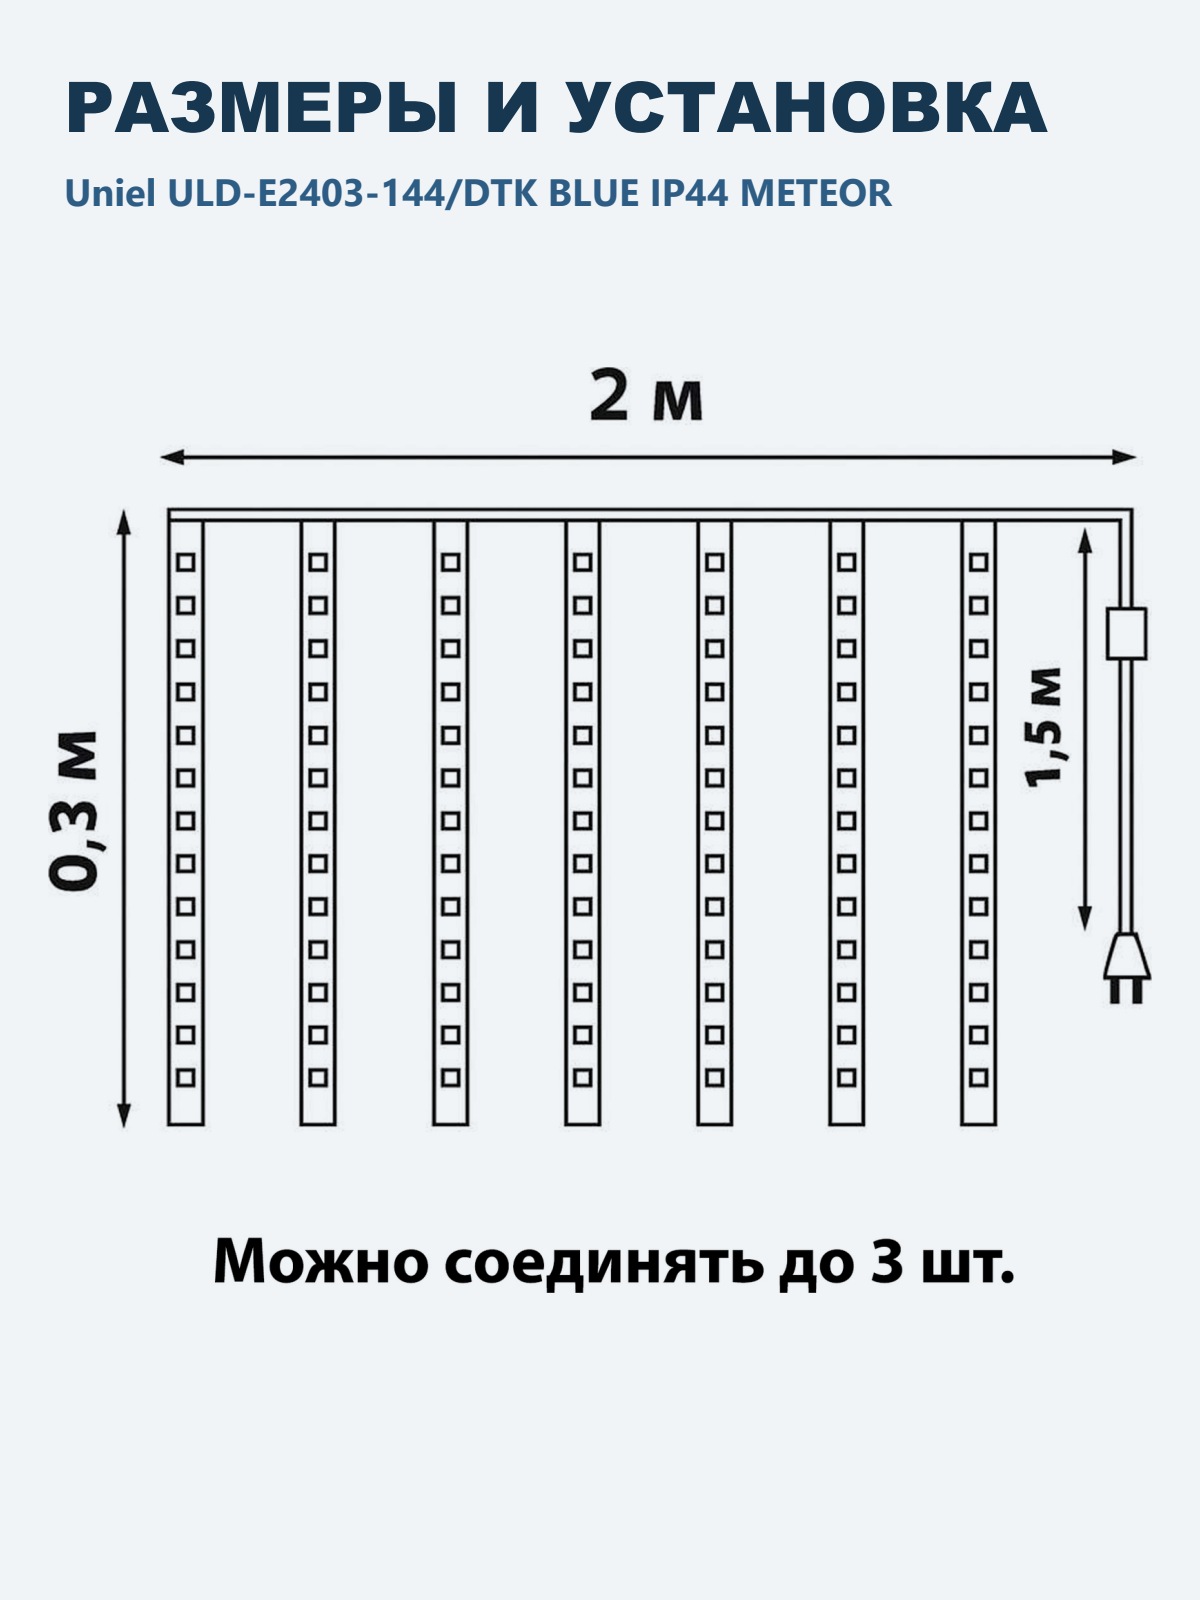 РАЗМЕРЫ И УСТАНОВКА
Uniel ULD-E2403-144/DTK BLUE IP44 METEOR
2 м
0,3 м
1,5 м
Можно соединять до 3 шт.